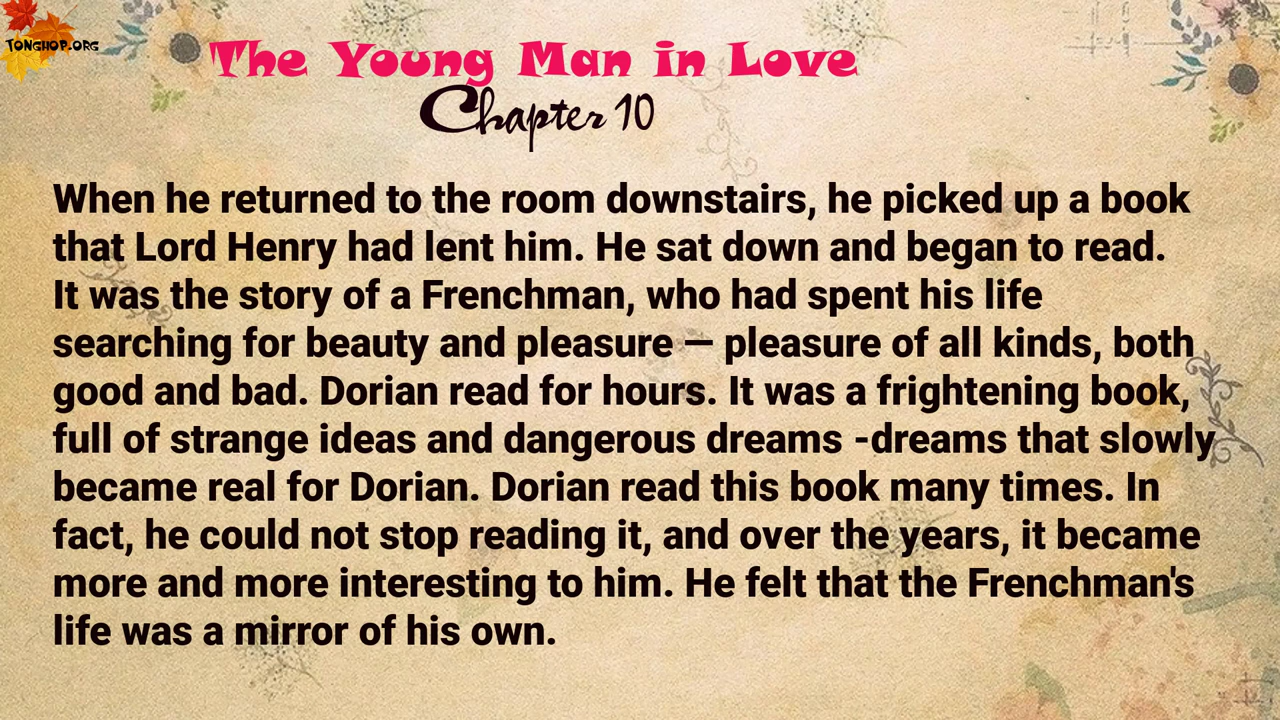 TONGHOP.ORG
The Young Man in Love
Chapter 10
When he returned to the room downstairs, he picked up a book
that Lord Henry had lent him. He sat down and began to read.
It was the story of a Frenchman, who had spent his life
searching for beauty and pleasure — pleasure of all kinds, both
good and bad. Dorian read for hours. It was a frightening book,
full of strange ideas and dangerous dreams -dreams that slowly
became real for Dorian. Dorian read this book many times. In
fact, he could not stop reading it, and over the years, it became
more and more interesting to him. He felt that the Frenchman's
life was a mirror of his own.